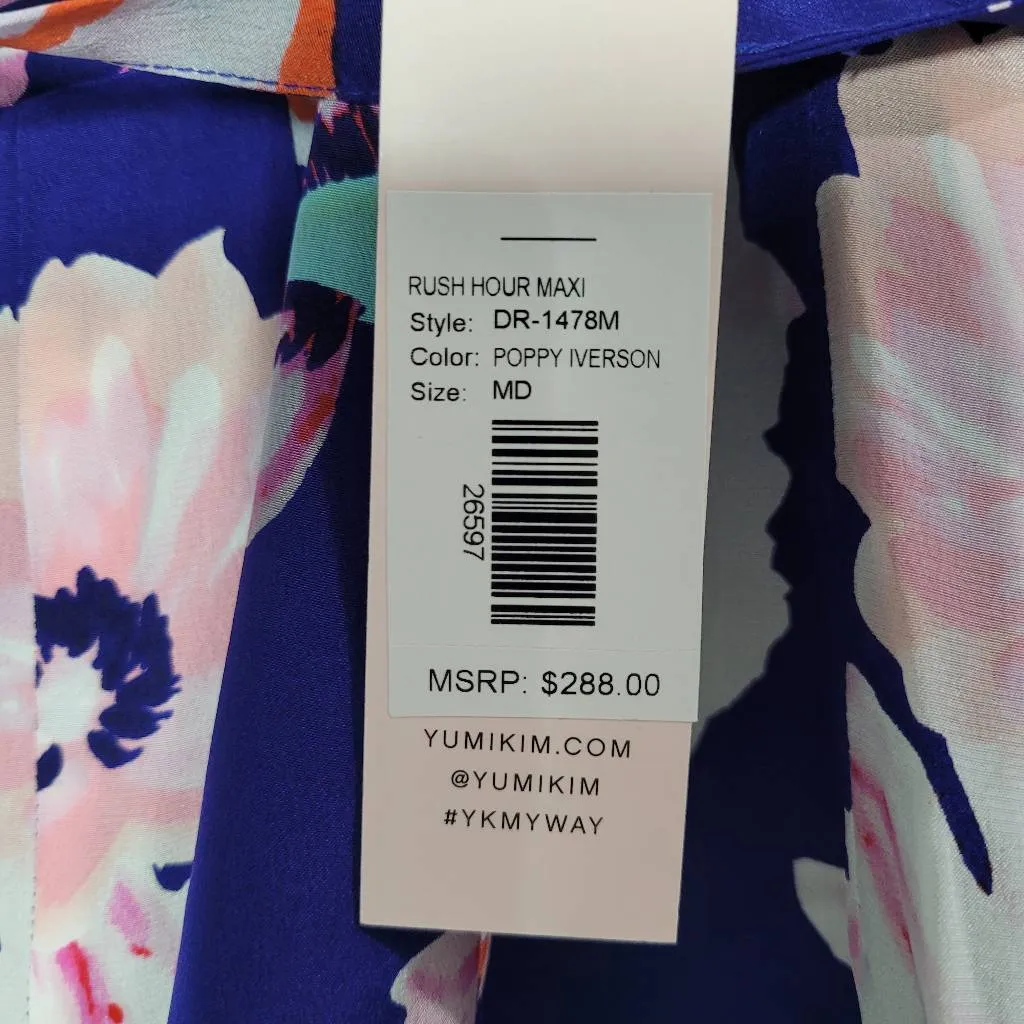 RUSH HOUR MAXI
Style: DR-1478M
Color: POPPY IVERSON
Size: MD
26597
MSRP: $288.00
YUMIKIM.COM
@YUMIKIM
#YKMYWAY